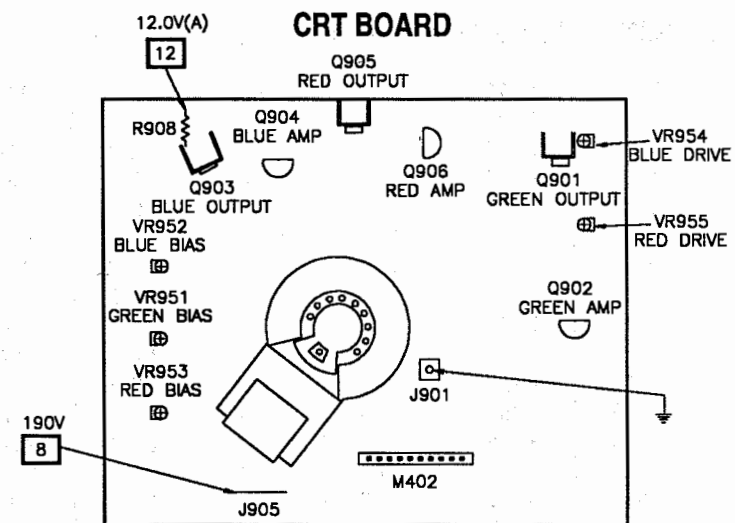 CRT BOARD
12.0V(A)
12
R908
Q903
BLUE OUTPUT
Q904
BLUE AMP
Q905
RED OUTPUT
Q906
RED AMP
Q901
GREEN OUTPUT
VR954
BLUE DRIVE
VR955
RED DRIVE
VR952
BLUE BIAS
VR951
GREEN BIAS
VR953
RED BIAS
Q902
GREEN AMP
J901
190V
8
J905
M402